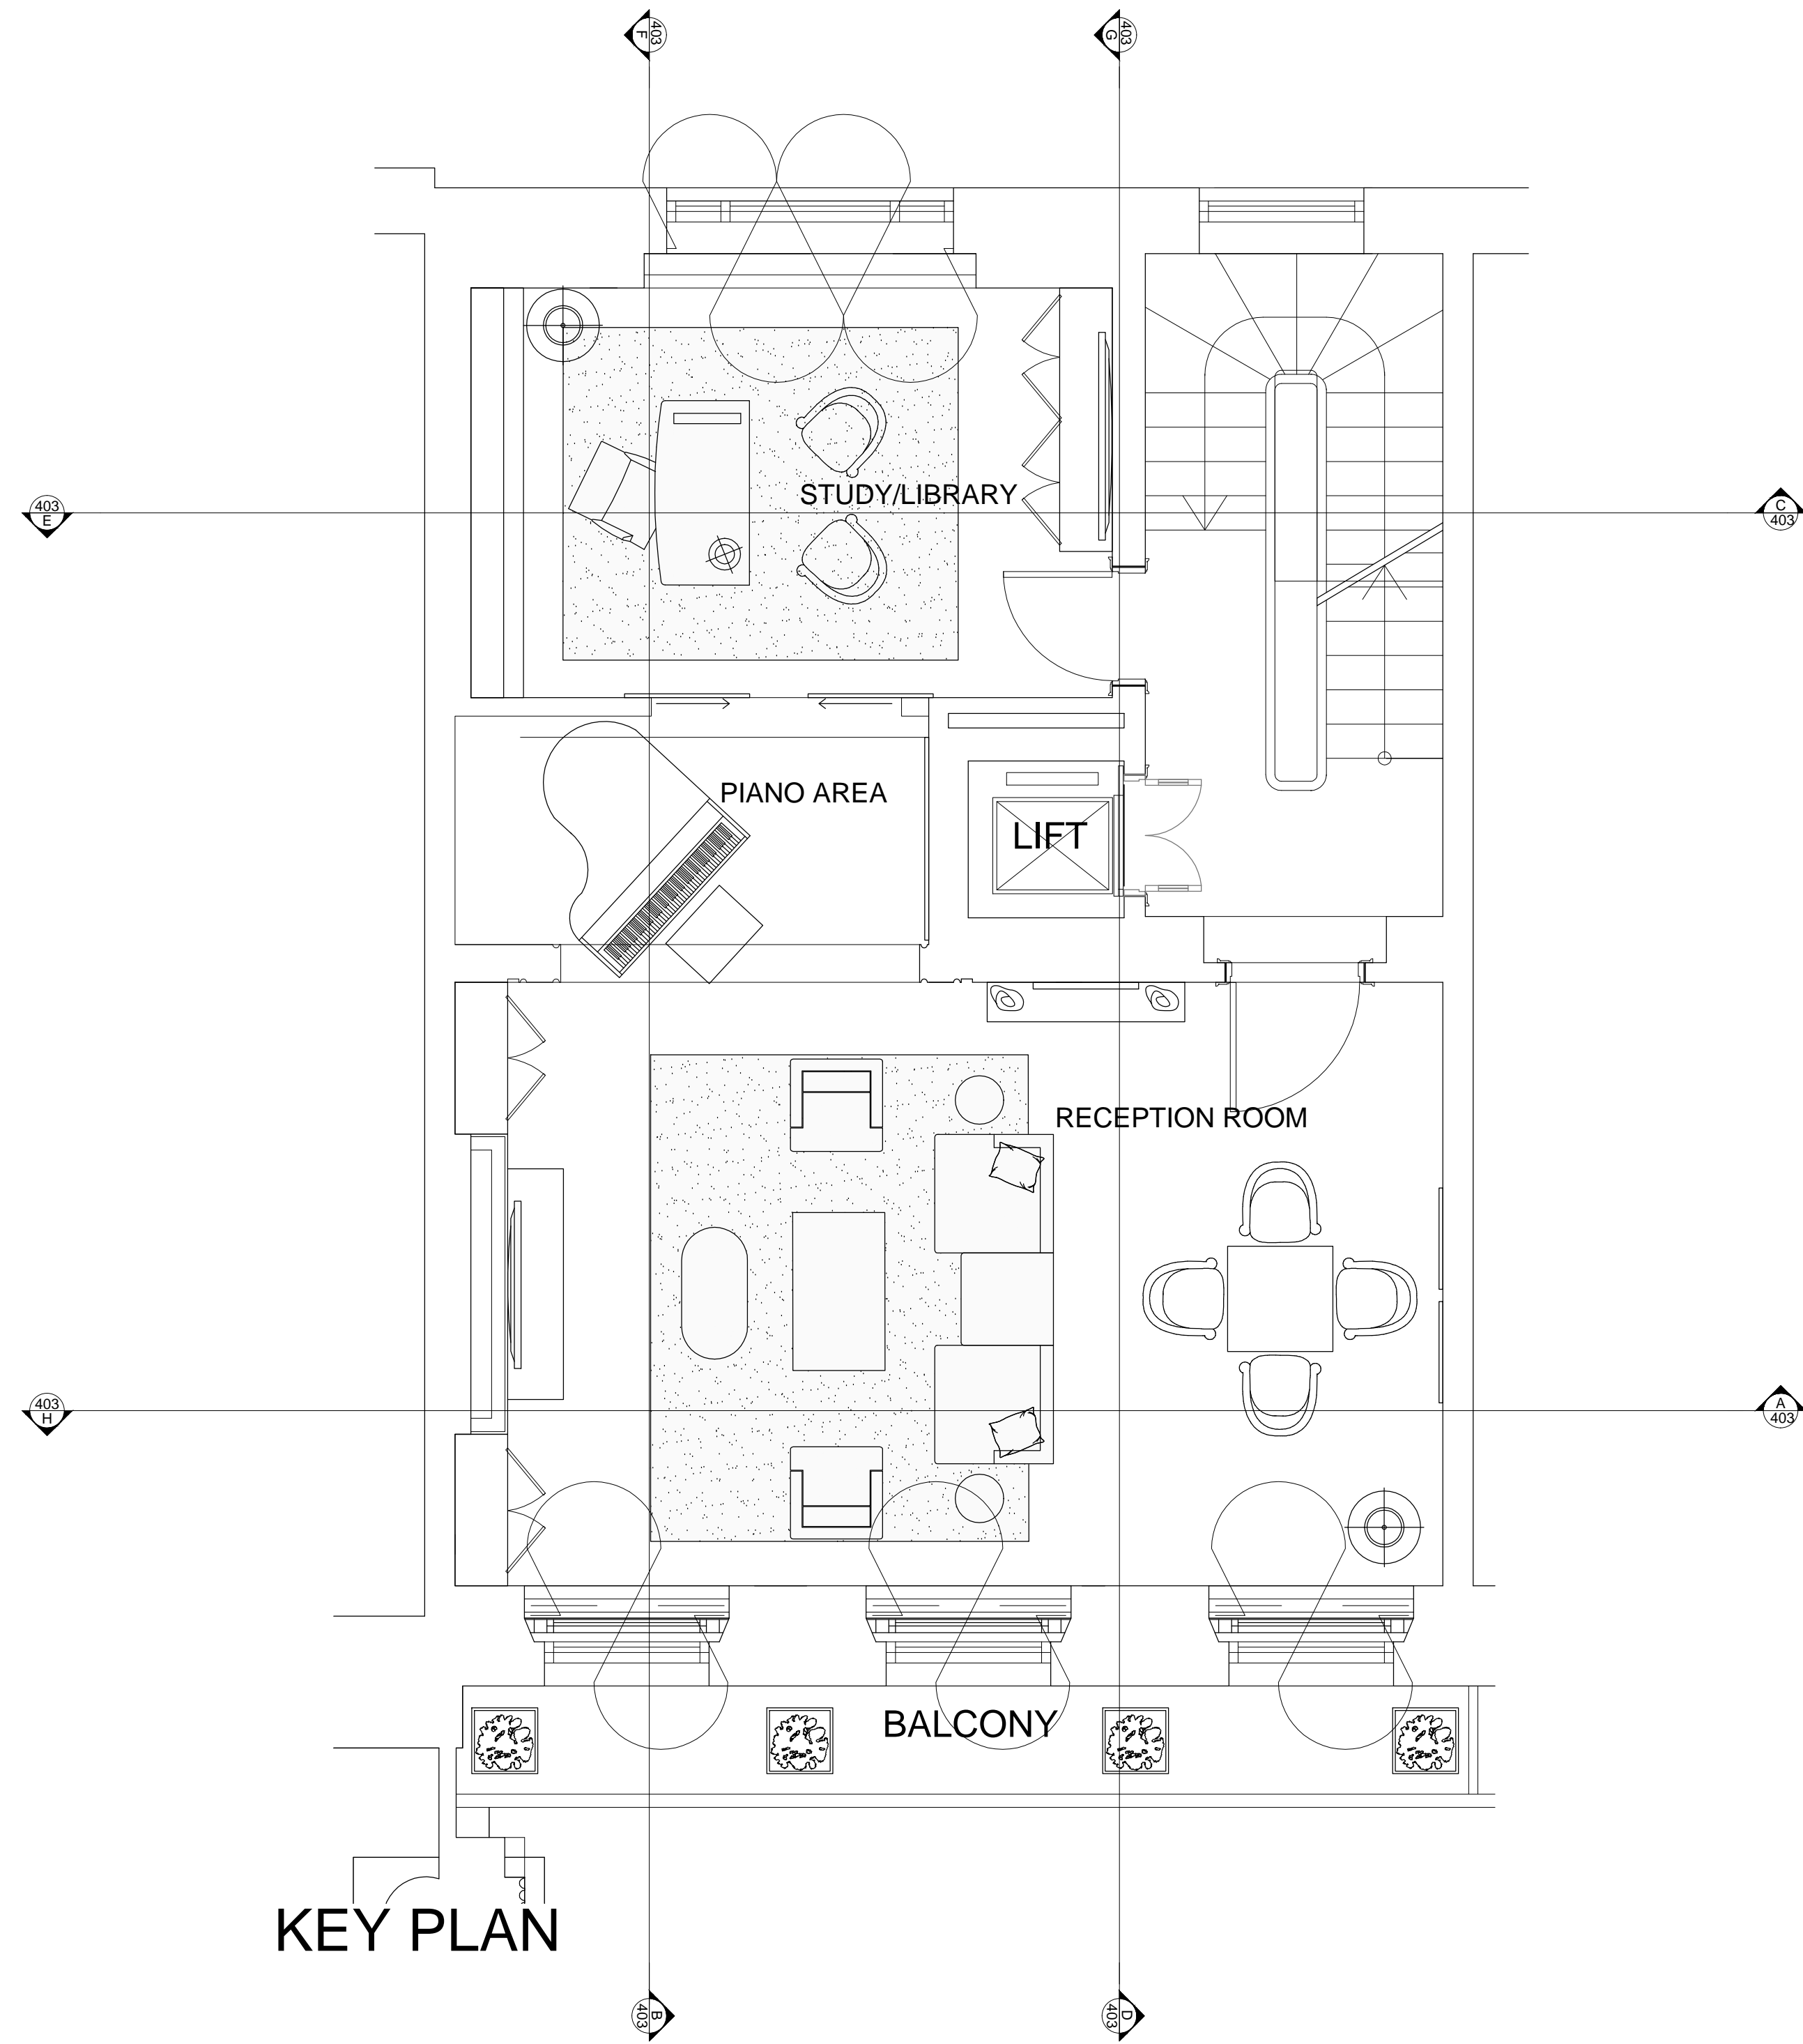 F
403
G
403
STUDY/LIBRARY
403
E
C
403
PIANO AREA
LIFT
RECEPTION ROOM
403
H
A
403
BALCONY
KEY PLAN
B
403
D
403